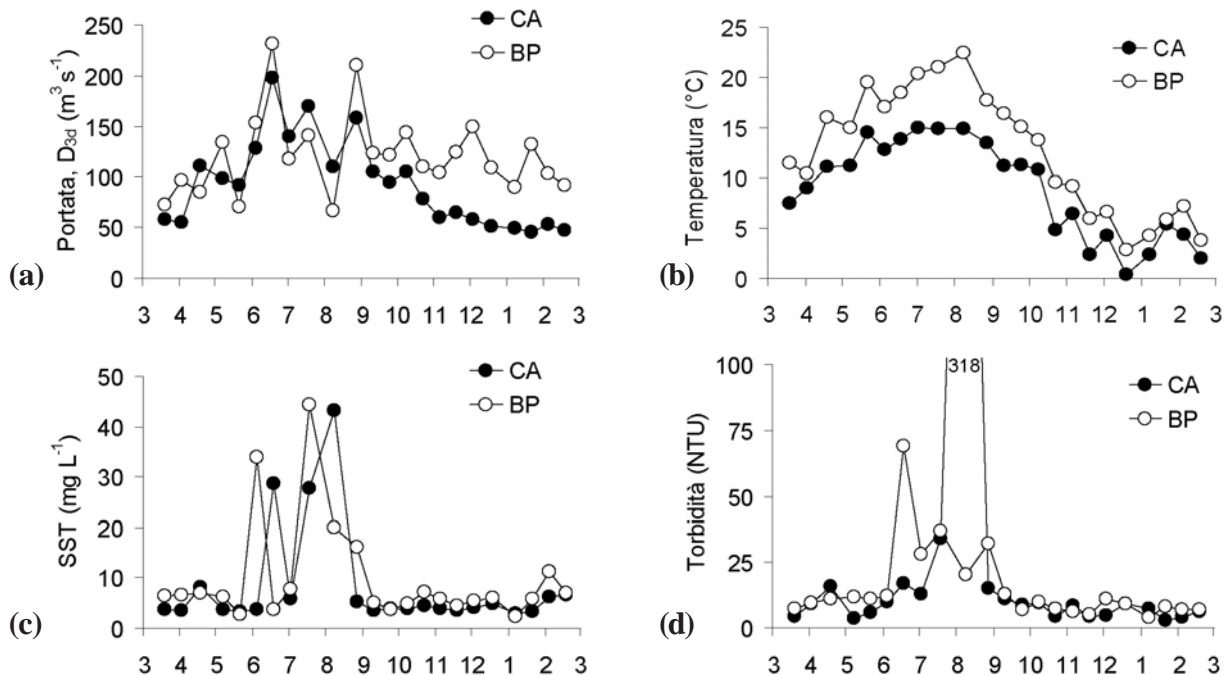 250
200
150
100
50
0
Portata, D3d (m³ s⁻¹)
CA
BP
(a)
3 4 5 6 7 8 9 10 11 12 1 2 3
25
20
15
10
5
0
Temperatura (°C)
CA
BP
(b)
3 4 5 6 7 8 9 10 11 12 1 2 3
50
40
30
20
10
0
SST (mg L⁻¹)
CA
BP
(c)
3 4 5 6 7 8 9 10 11 12 1 2 3
100
75
50
25
0
Torbidità (NTU)
318
CA
BP
(d)
3 4 5 6 7 8 9 10 11 12 1 2 3